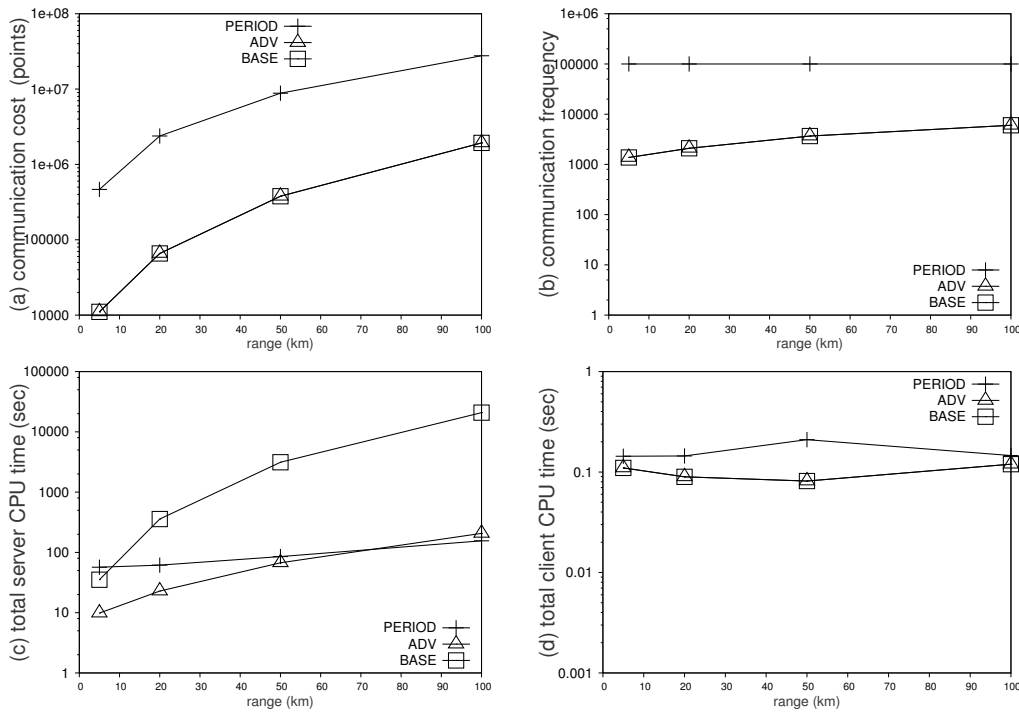 (a) communication cost (points)
1e+08
1e+07
1e+06
100000
10000
PERIOD
ADV
BASE
0 10 20 30 40 50 60 70 80 90 100
range (km)
(b) communication frequency
1e+06
100000
10000
1000
100
10
1
PERIOD
ADV
BASE
0 10 20 30 40 50 60 70 80 90 100
range (km)
(c) total server CPU time (sec)
100000
10000
1000
100
10
1
PERIOD
ADV
BASE
0 10 20 30 40 50 60 70 80 90 100
range (km)
(d) total client CPU time (sec)
1
0.1
0.01
0.001
PERIOD
ADV
BASE
0 10 20 30 40 50 60 70 80 90 100
range (km)